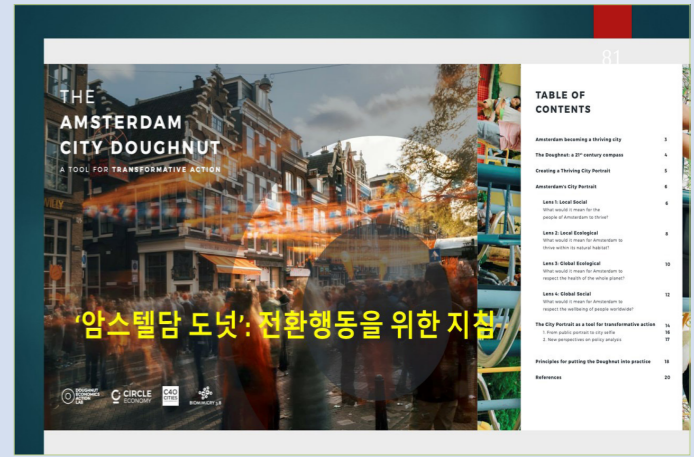 81
THE
AMSTERDAM
CITY DOUGHNUT
A TOOL FOR TRANSFORMATIVE ACTION
'암스텔담 도넛': 전환행동을 위한 지침
DOUGHNUT
ECONOMICS
ACTION
LAB
CIRCLE
ECONOMY
C40
CITIES
BIOMIMICRY 3.8
TABLE OF
CONTENTS
Amsterdam becoming a thriving city 3
The Doughnut: a 21st century compass 4
Creating a Thriving City Portrait 5
Amsterdam's City Portrait 6
Lens 1: Local Social 6
What would it mean for the
people of Amsterdam to thrive?
Lens 2: Local Ecological 8
What would it mean for Amsterdam to
thrive within its natural habitat?
Lens 3: Global Ecological 10
What would it mean for Amsterdam to
respect the health of the whole planet?
Lens 4: Global Social 12
What would it mean for Amsterdam to
respect the wellbeing of people worldwide?
The City Portrait as a tool for transformative action 14
1. From public portrait to city selfie 15
2. New perspectives on policy analysis 17
Principles for putting the Doughnut into practice 18
References 20